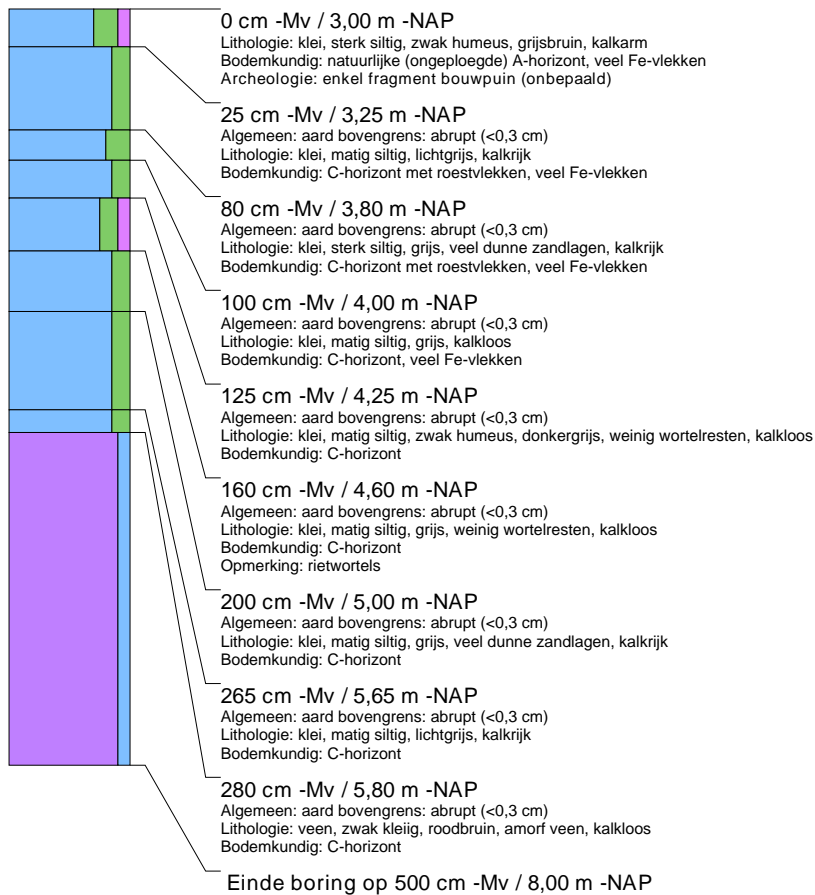 0 cm -Mv / 3,00 m -NAP
Lithologie: klei, sterk siltig, zwak humeus, grijsbruin, kalkarm
Bodemkundig: natuurlijke (ongeploegde) A-horizont, veel Fe-vlekken
Archeologie: enkel fragment bouwpuin (onbepaald)
25 cm -Mv / 3,25 m -NAP
Algemeen: aard bovengrens: abrupt (<0,3 cm)
Lithologie: klei, matig siltig, lichtgrijs, kalkrijk
Bodemkundig: C-horizont met roestvlekken, veel Fe-vlekken
80 cm -Mv / 3,80 m -NAP
Algemeen: aard bovengrens: abrupt (<0,3 cm)
Lithologie: klei, sterk siltig, grijs, veel dunne zandlagen, kalkrijk
Bodemkundig: C-horizont met roestvlekken, veel Fe-vlekken
100 cm -Mv / 4,00 m -NAP
Algemeen: aard bovengrens: abrupt (<0,3 cm)
Lithologie: klei, matig siltig, grijs, kalkloos
Bodemkundig: C-horizont, veel Fe-vlekken
125 cm -Mv / 4,25 m -NAP
Algemeen: aard bovengrens: abrupt (<0,3 cm)
Lithologie: klei, matig siltig, zwak humeus, donkergrijs, weinig wortelresten, kalkloos
Bodemkundig: C-horizont
160 cm -Mv / 4,60 m -NAP
Algemeen: aard bovengrens: abrupt (<0,3 cm)
Lithologie: klei, matig siltig, grijs, weinig wortelresten, kalkloos
Bodemkundig: C-horizont
Opmerking: rietwortels
200 cm -Mv / 5,00 m -NAP
Algemeen: aard bovengrens: abrupt (<0,3 cm)
Lithologie: klei, matig siltig, grijs, veel dunne zandlagen, kalkrijk
Bodemkundig: C-horizont
265 cm -Mv / 5,65 m -NAP
Algemeen: aard bovengrens: abrupt (<0,3 cm)
Lithologie: klei, matig siltig, lichtgrijs, kalkrijk
Bodemkundig: C-horizont
280 cm -Mv / 5,80 m -NAP
Algemeen: aard bovengrens: abrupt (<0,3 cm)
Lithologie: veen, zwak kleiig, roodbruin, amorf veen, kalkloos
Bodemkundig: C-horizont
Einde boring op 500 cm -Mv / 8,00 m -NAP